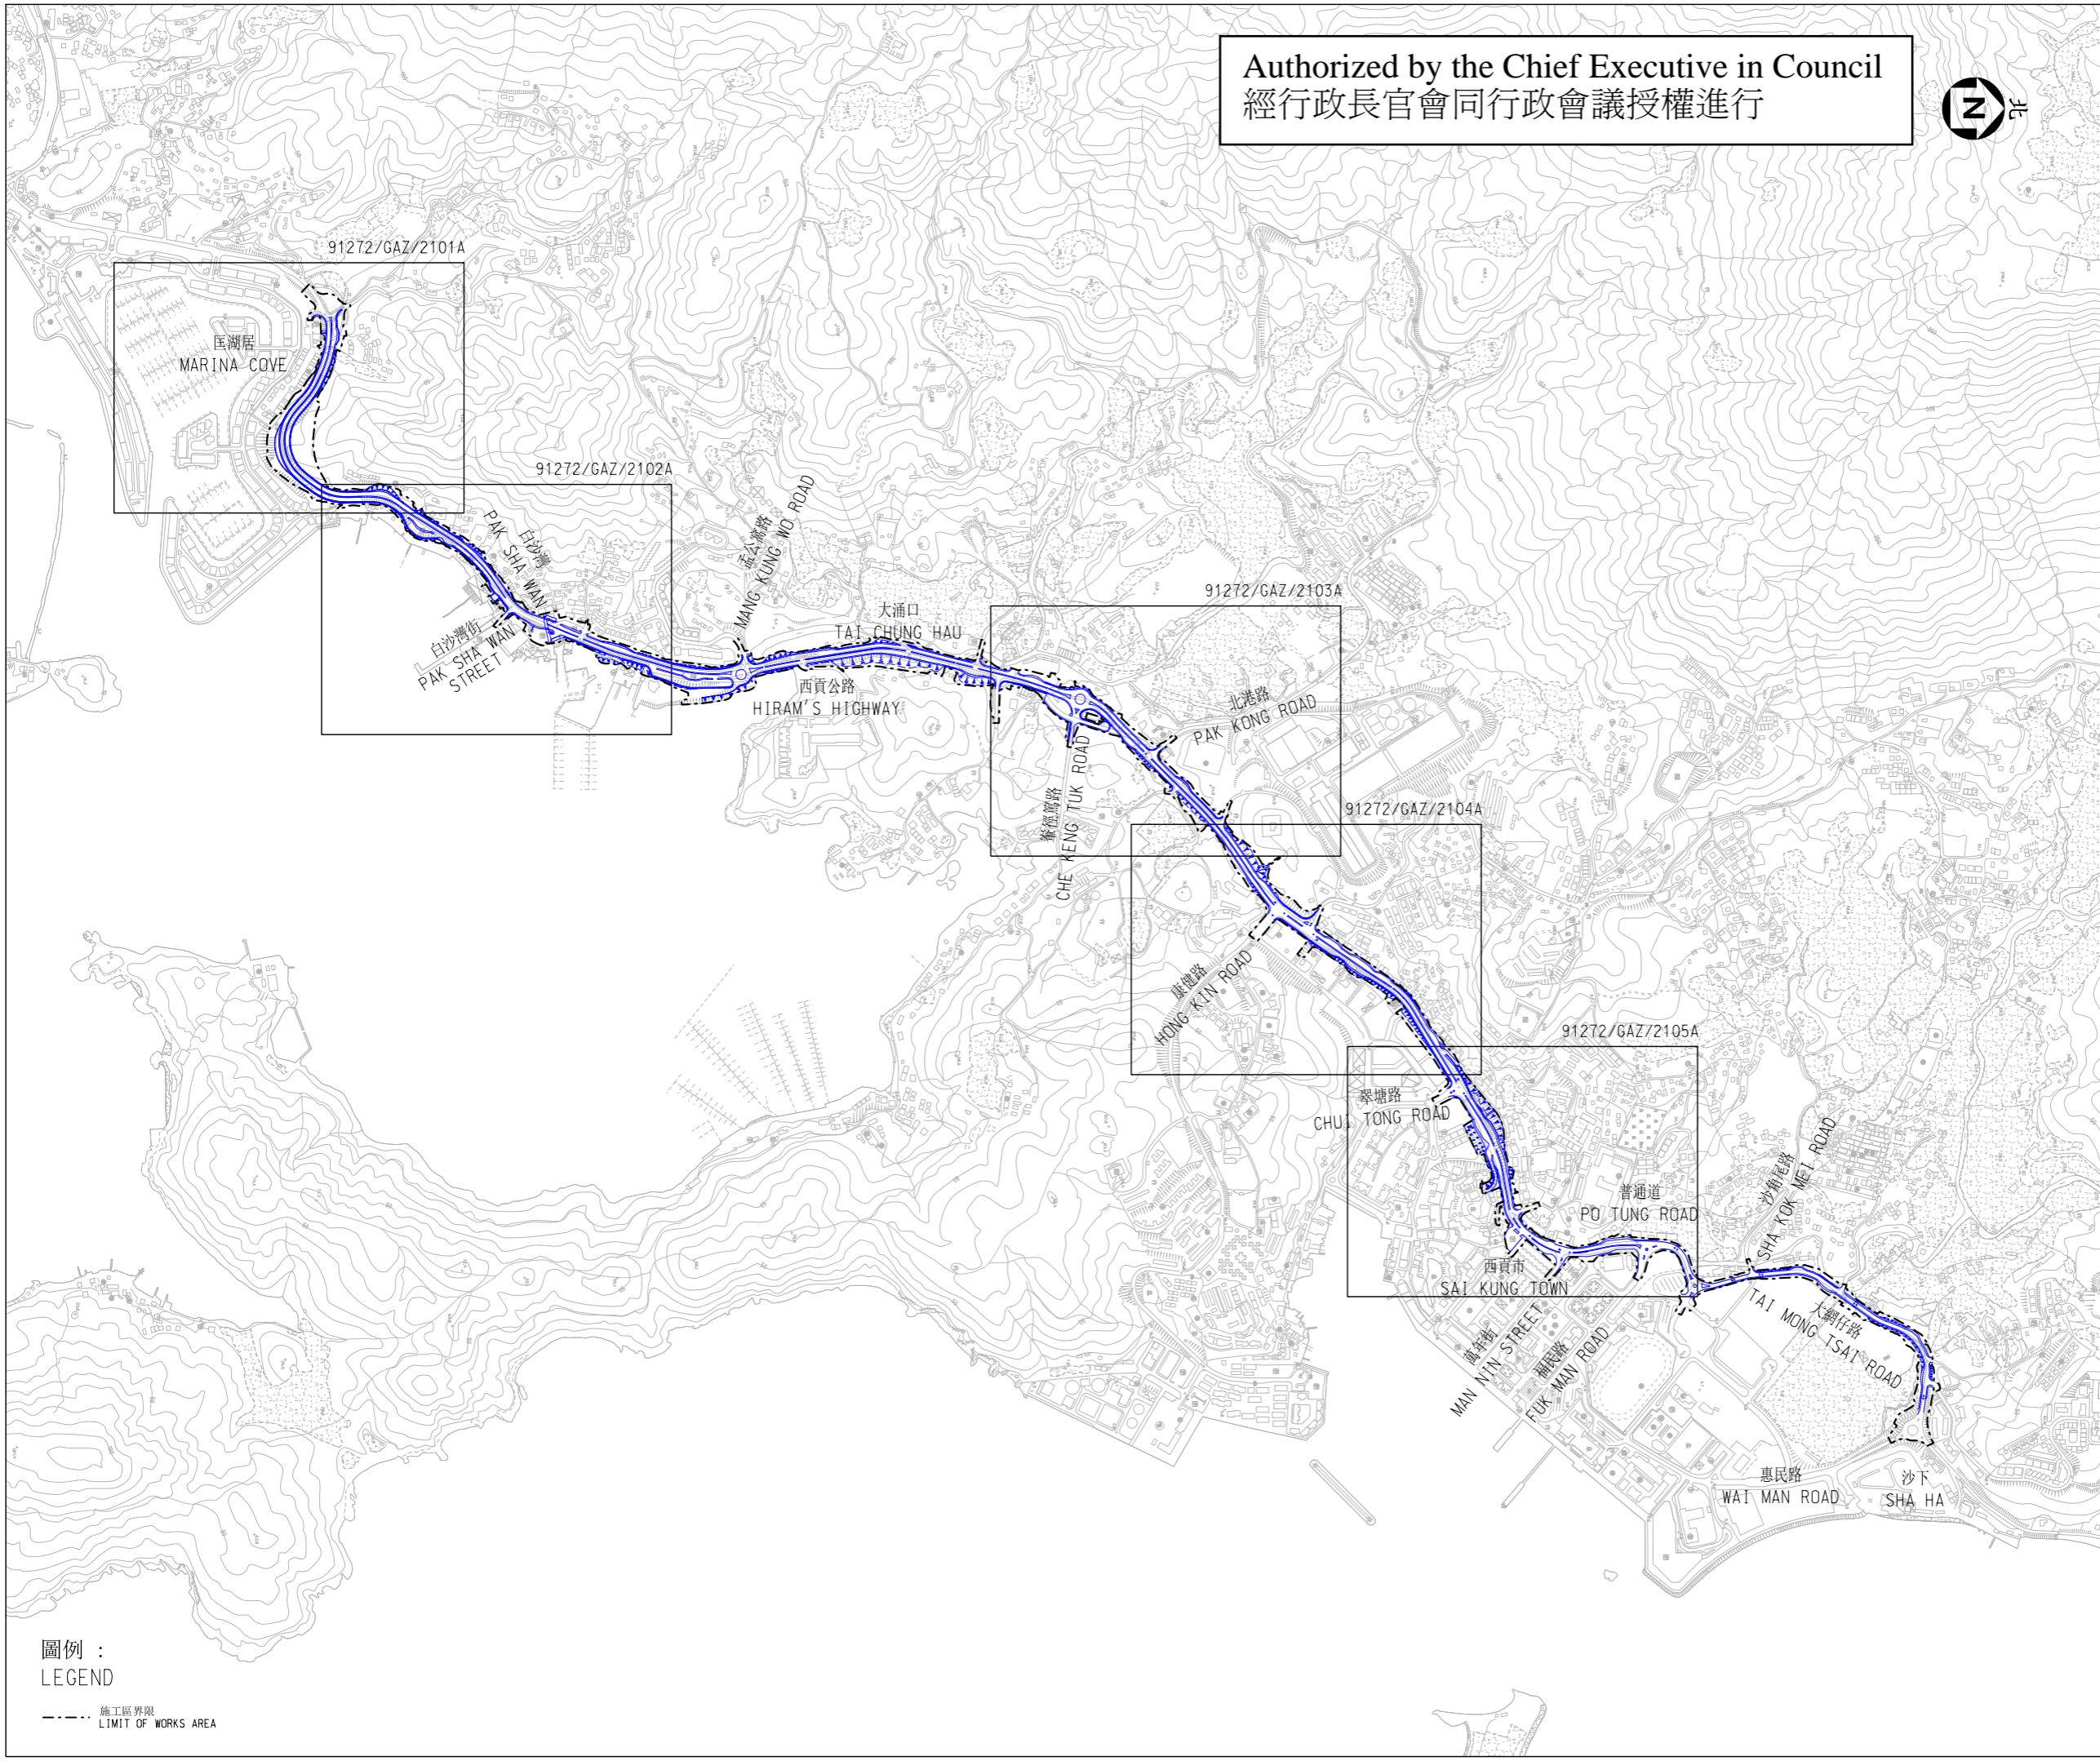 Authorized by the Chief Executive in Council
經行政長官會同行政會議授權進行
N
北
91272/GAZ/2101A
匡湖居
MARINA COVE
91272/GAZ/2102A
白沙灣
PAK SHA WAN
白沙灣街
PAK SHA WAN
STREET
孟公窩路
MANG KUNG WO ROAD
大涌口
TAI CHUNG HAU
西貢公路
HIRAM'S HIGHWAY
91272/GAZ/2103A
北港路
PAK KONG ROAD
輋徑篤路
CHE KENG TUK ROAD
91272/GAZ/2104A
康健路
HONG KIN ROAD
91272/GAZ/2105A
翠塘路
CHUI TONG ROAD
普通道
PO TUNG ROAD
沙角尾路
SHA KOK MEI ROAD
西貢市
SAI KUNG TOWN
萬年街
MAN NIN STREET
福民路
FUK MAN ROAD
大網仔路
TAI MONG TSAI ROAD
惠民路
WAI MAN ROAD
沙下
SHA HA
圖例 :
LEGEND
施工區界限
LIMIT OF WORKS AREA